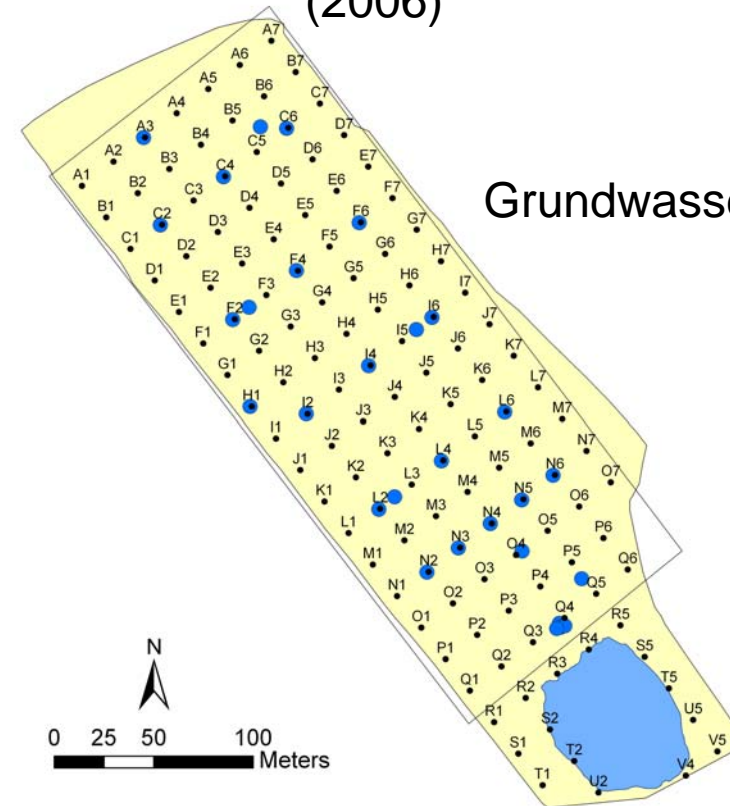 (2006)
Grundwasse
A7
A6 B7
A5 B6 C7
A4 B5 C6 D7
A3 B4 C5 D6 E7
A2 B3 C4 D5 E6 F7
A1 B2 C3 D4 E5 F6 G7
B1 C2 D3 E4 F5 G6 H7
C1 D2 E3 F4 G5 H6 I7
D1 E2 F3 G4 H5 I6 J7
E1 F2 G3 H4 I5 J6 K7
F1 G2 H3 I4 J5 K6 L7
G1 H2 I3 J4 K5 L6 M7
H1 I2 J3 K4 L5 M6 N7
I1 J2 K3 L4 M5 N6 O7
J1 K2 L3 M4 N5 O6
K1 L2 M3 N4 O5 P6
L1 M2 N3 O4 P5 Q6
M1 N2 O3 P4 Q5
N1 O2 P3 Q4 R5
O1 P2 Q3 R4 S5
P1 Q2 R3 T5
Q1 R2 U5
R1 S2 V5
S1 T2 V4
T1 U2
N
0 25 50 100
Meters